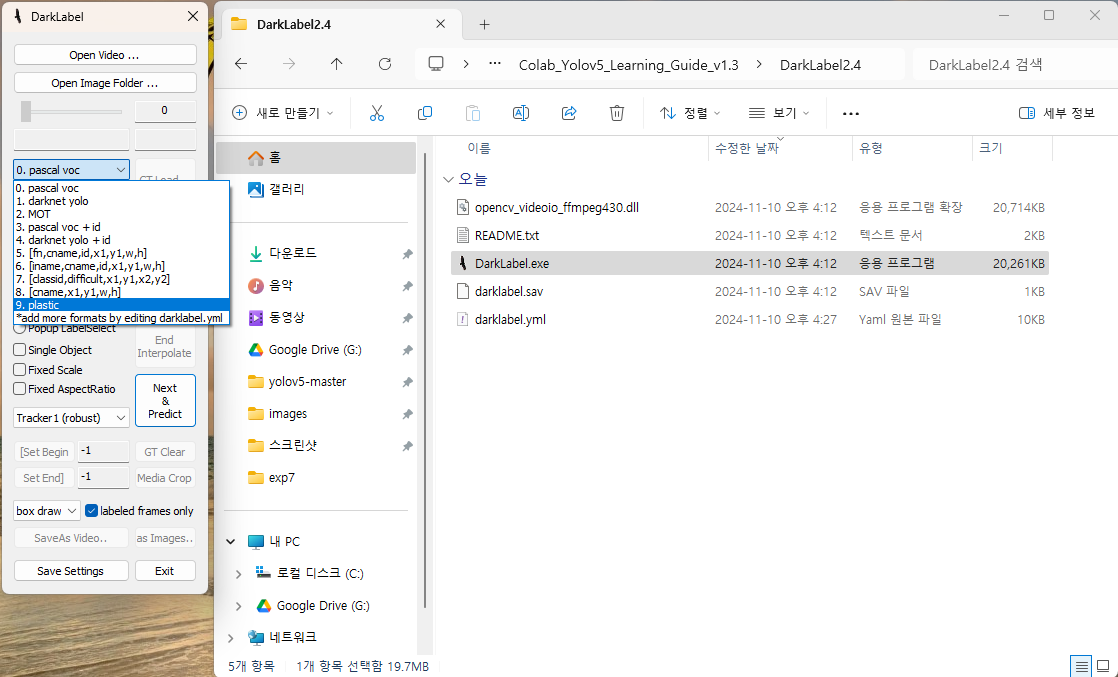 DarkLabel
Open Video ...
Open Image Folder ...
0
0. pascal voc
GT Load
0. pascal voc
1. darknet yolo
2. MOT
3. pascal voc + id
4. darknet yolo + id
5. [fn,cname,id,x1,y1,w,h]
6. [iname,cname,id,x1,y1,w,h]
7. [classid,difficult,x1,y1,x2,y2]
8. [cname,x1,y1,w,h]
9. plastic
*add more formats by editing darklabel.yml
Popup LabelSelect
End
Interpolate
Single Object
Fixed Scale
Fixed AspectRatio
Next
&
Predict
Tracker1 (robust)
[Set Begin
-1
GT Clear
Set End]
-1
Media Crop
box draw
labeled frames only
SaveAs Video..
as Images..
Save Settings
Exit
DarkLabel2.4
Colab_Yolov5_Learning_Guide_v1.3
DarkLabel2.4
DarkLabel2.4 검색
새로 만들기
정렬
보기
세부 정보
홈
갤러리
다운로드
음악
동영상
Google Drive (G:)
yolov5-master
images
스크린샷
exp7
내 PC
로컬 디스크 (C:)
Google Drive (G:)
네트워크
이름
수정한 날짜
유형
크기
오늘
opencv_videoio_ffmpeg430.dll
2024-11-10 오후 4:12
응용 프로그램 확장
20,714KB
README.txt
2024-11-10 오후 4:12
텍스트 문서
2KB
DarkLabel.exe
2024-11-10 오후 4:12
응용 프로그램
20,261KB
darklabel.sav
2024-11-10 오후 4:12
SAV 파일
1KB
darklabel.yml
2024-11-10 오후 4:27
Yaml 원본 파일
10KB
5개 항목
1개 항목 선택함 19.7MB